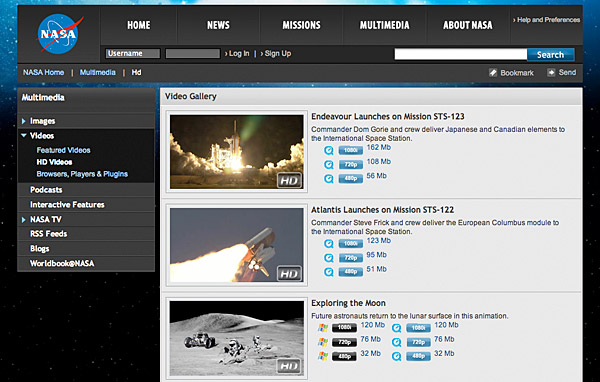 NASA
HOME
NEWS
MISSIONS
MULTIMEDIA
ABOUT NASA
› Help and Preferences
Username
› Log In | › Sign Up
Search
NASA Home | Multimedia | Hd
Bookmark
Send
Multimedia
Images
Videos
Featured Videos
HD Videos
Browsers, Players & Plugins
Podcasts
Interactive Features
NASA TV
RSS Feeds
Blogs
Worldbook@NASA
Video Gallery
HD
Endeavour Launches on Mission STS-123
Commander Dom Gorie and crew deliver Japanese and Canadian elements to
the International Space Station.
1080i 162 Mb
720p 108 Mb
480p 56 Mb
HD
Atlantis Launches on Mission STS-122
Commander Steve Frick and crew deliver the European Columbus module to
the International Space Station.
1080i 123 Mb
720p 95 Mb
480p 51 Mb
HD
Exploring the Moon
Future astronauts return to the lunar surface in this animation.
1080i 120 Mb 1080i 120 Mb
720p 76 Mb 720p 76 Mb
480p 32 Mb 480p 32 Mb